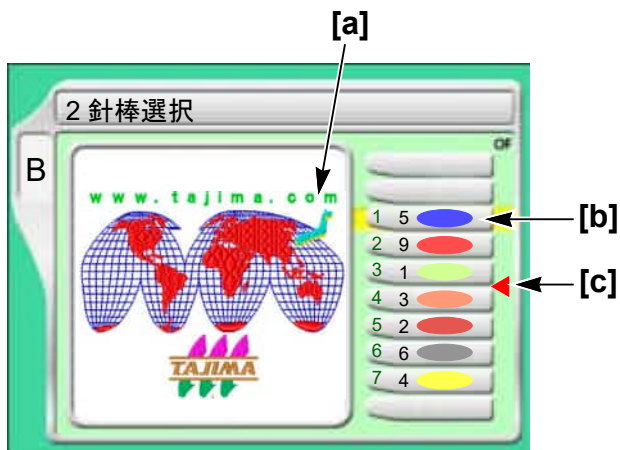 [a]
2 針棒選択
OF
B
www.tajima.com
1 5
[b]
2 9
3 1
[c]
4 3
5 2
6 6
7 4
TAJIMA